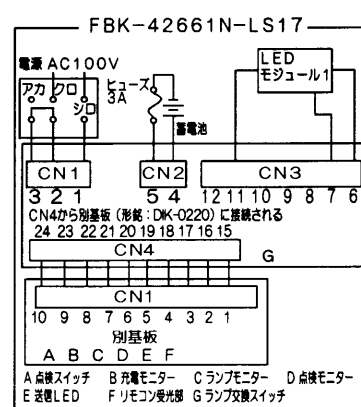 FBK-42661N-LS17
電源 AC100V
アカ クロ
シロ
ヒューズ
3A
蓄電池
LED
モジュール1
CN1
CN2
CN3
3 2 1
5 4
12 11 10 9 8 7 6
CN4から別基板(形銘:DIK-0220)に接続される
24 23 22 21 20 19 18 17 16 15
CN4
G
CN1
10 9 8 7 6 5 4 3 2 1
別基板
A B C D E F
A 点検スイッチ B 充電モニター C ランプモニター D 点検モニター
E 送信LED F リモコン受光部 G ランプ交換スイッチ